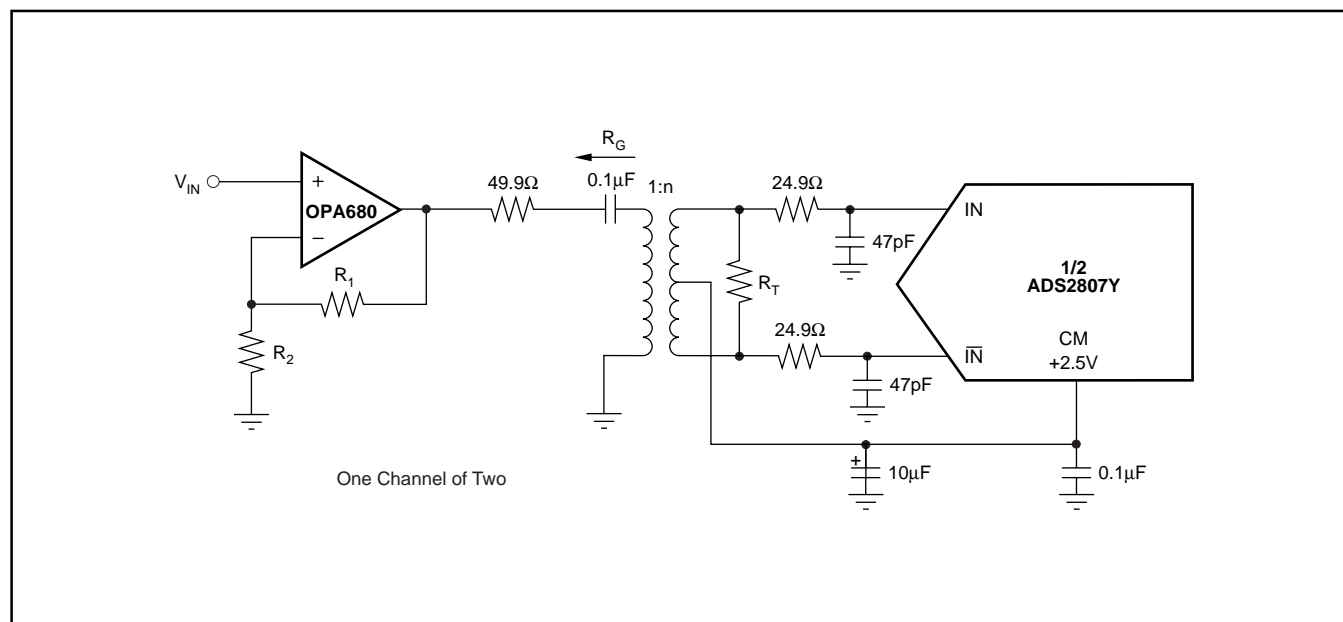 R_G
V_IN
+
OPA680
−
49.9Ω
0.1µF
1:n
24.9Ω
47pF
IN
1/2
ADS2807Y
R_1
R_T
R_2
24.9Ω
I̅N̅
CM
+2.5V
47pF
+
10µF
0.1µF
One Channel of Two